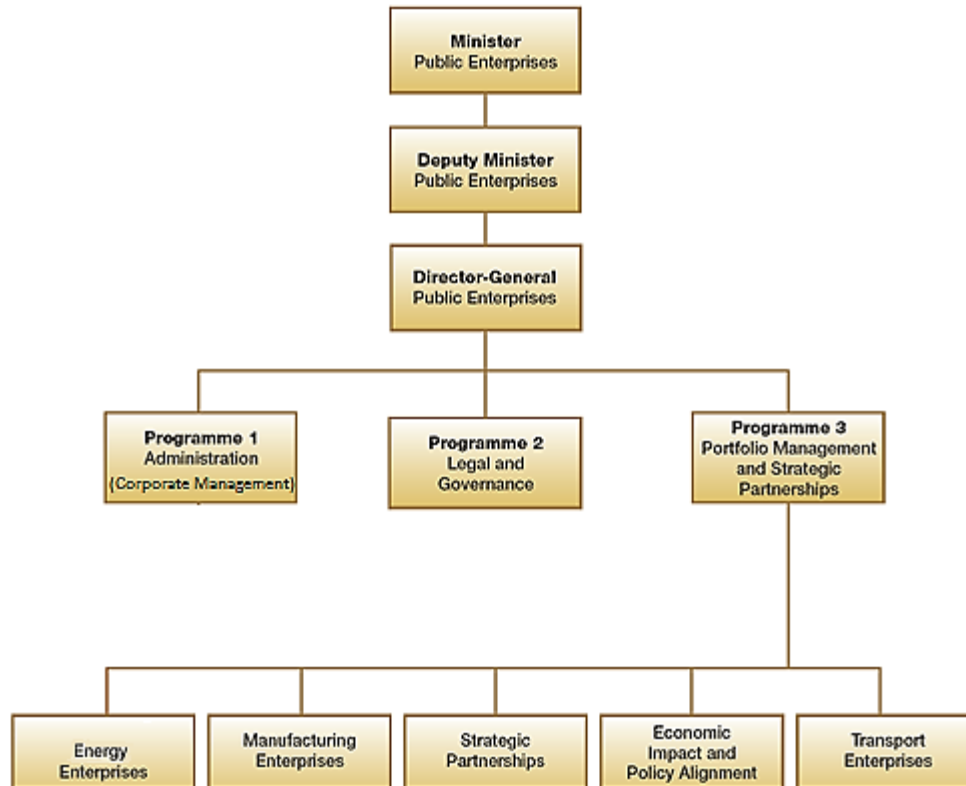 Minister
Public Enterprises
Deputy Minister
Public Enterprises
Director-General
Public Enterprises
Programme 1
Administration
(Corporate Management)
Programme 2
Legal and
Governance
Programme 3
Portfolio Management
and Strategic
Partnerships
Energy
Enterprises
Manufacturing
Enterprises
Strategic
Partnerships
Economic
Impact and
Policy Alignment
Transport
Enterprises